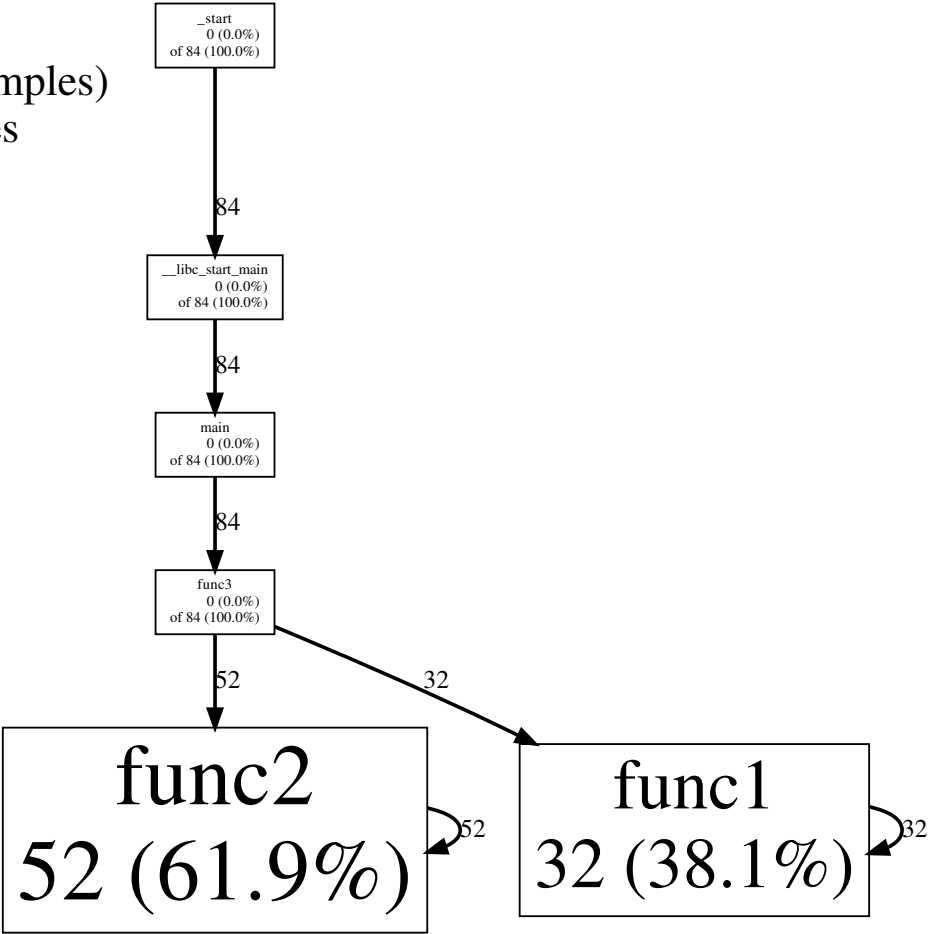 _start
0 (0.0%)
of 84 (100.0%)
84
__libc_start_main
0 (0.0%)
of 84 (100.0%)
84
main
0 (0.0%)
of 84 (100.0%)
84
func3
0 (0.0%)
of 84 (100.0%)
52
32
func2
52 (61.9%)
52
func1
32 (38.1%)
32